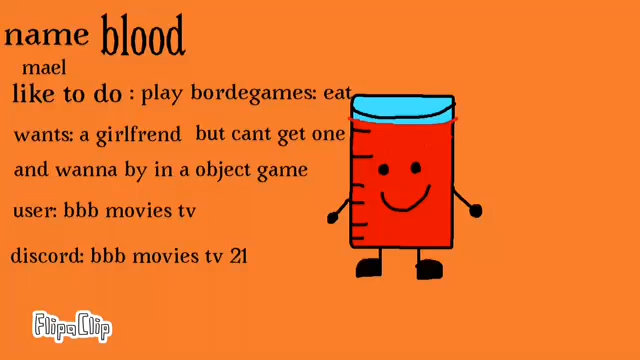 name blood
mael
like to do : play bordegames: eat
wants: a girlfrend but cant get one
and wanna by in a object game
user: bbb movies tv
discord: bbb movies tv 21
FlipaClip